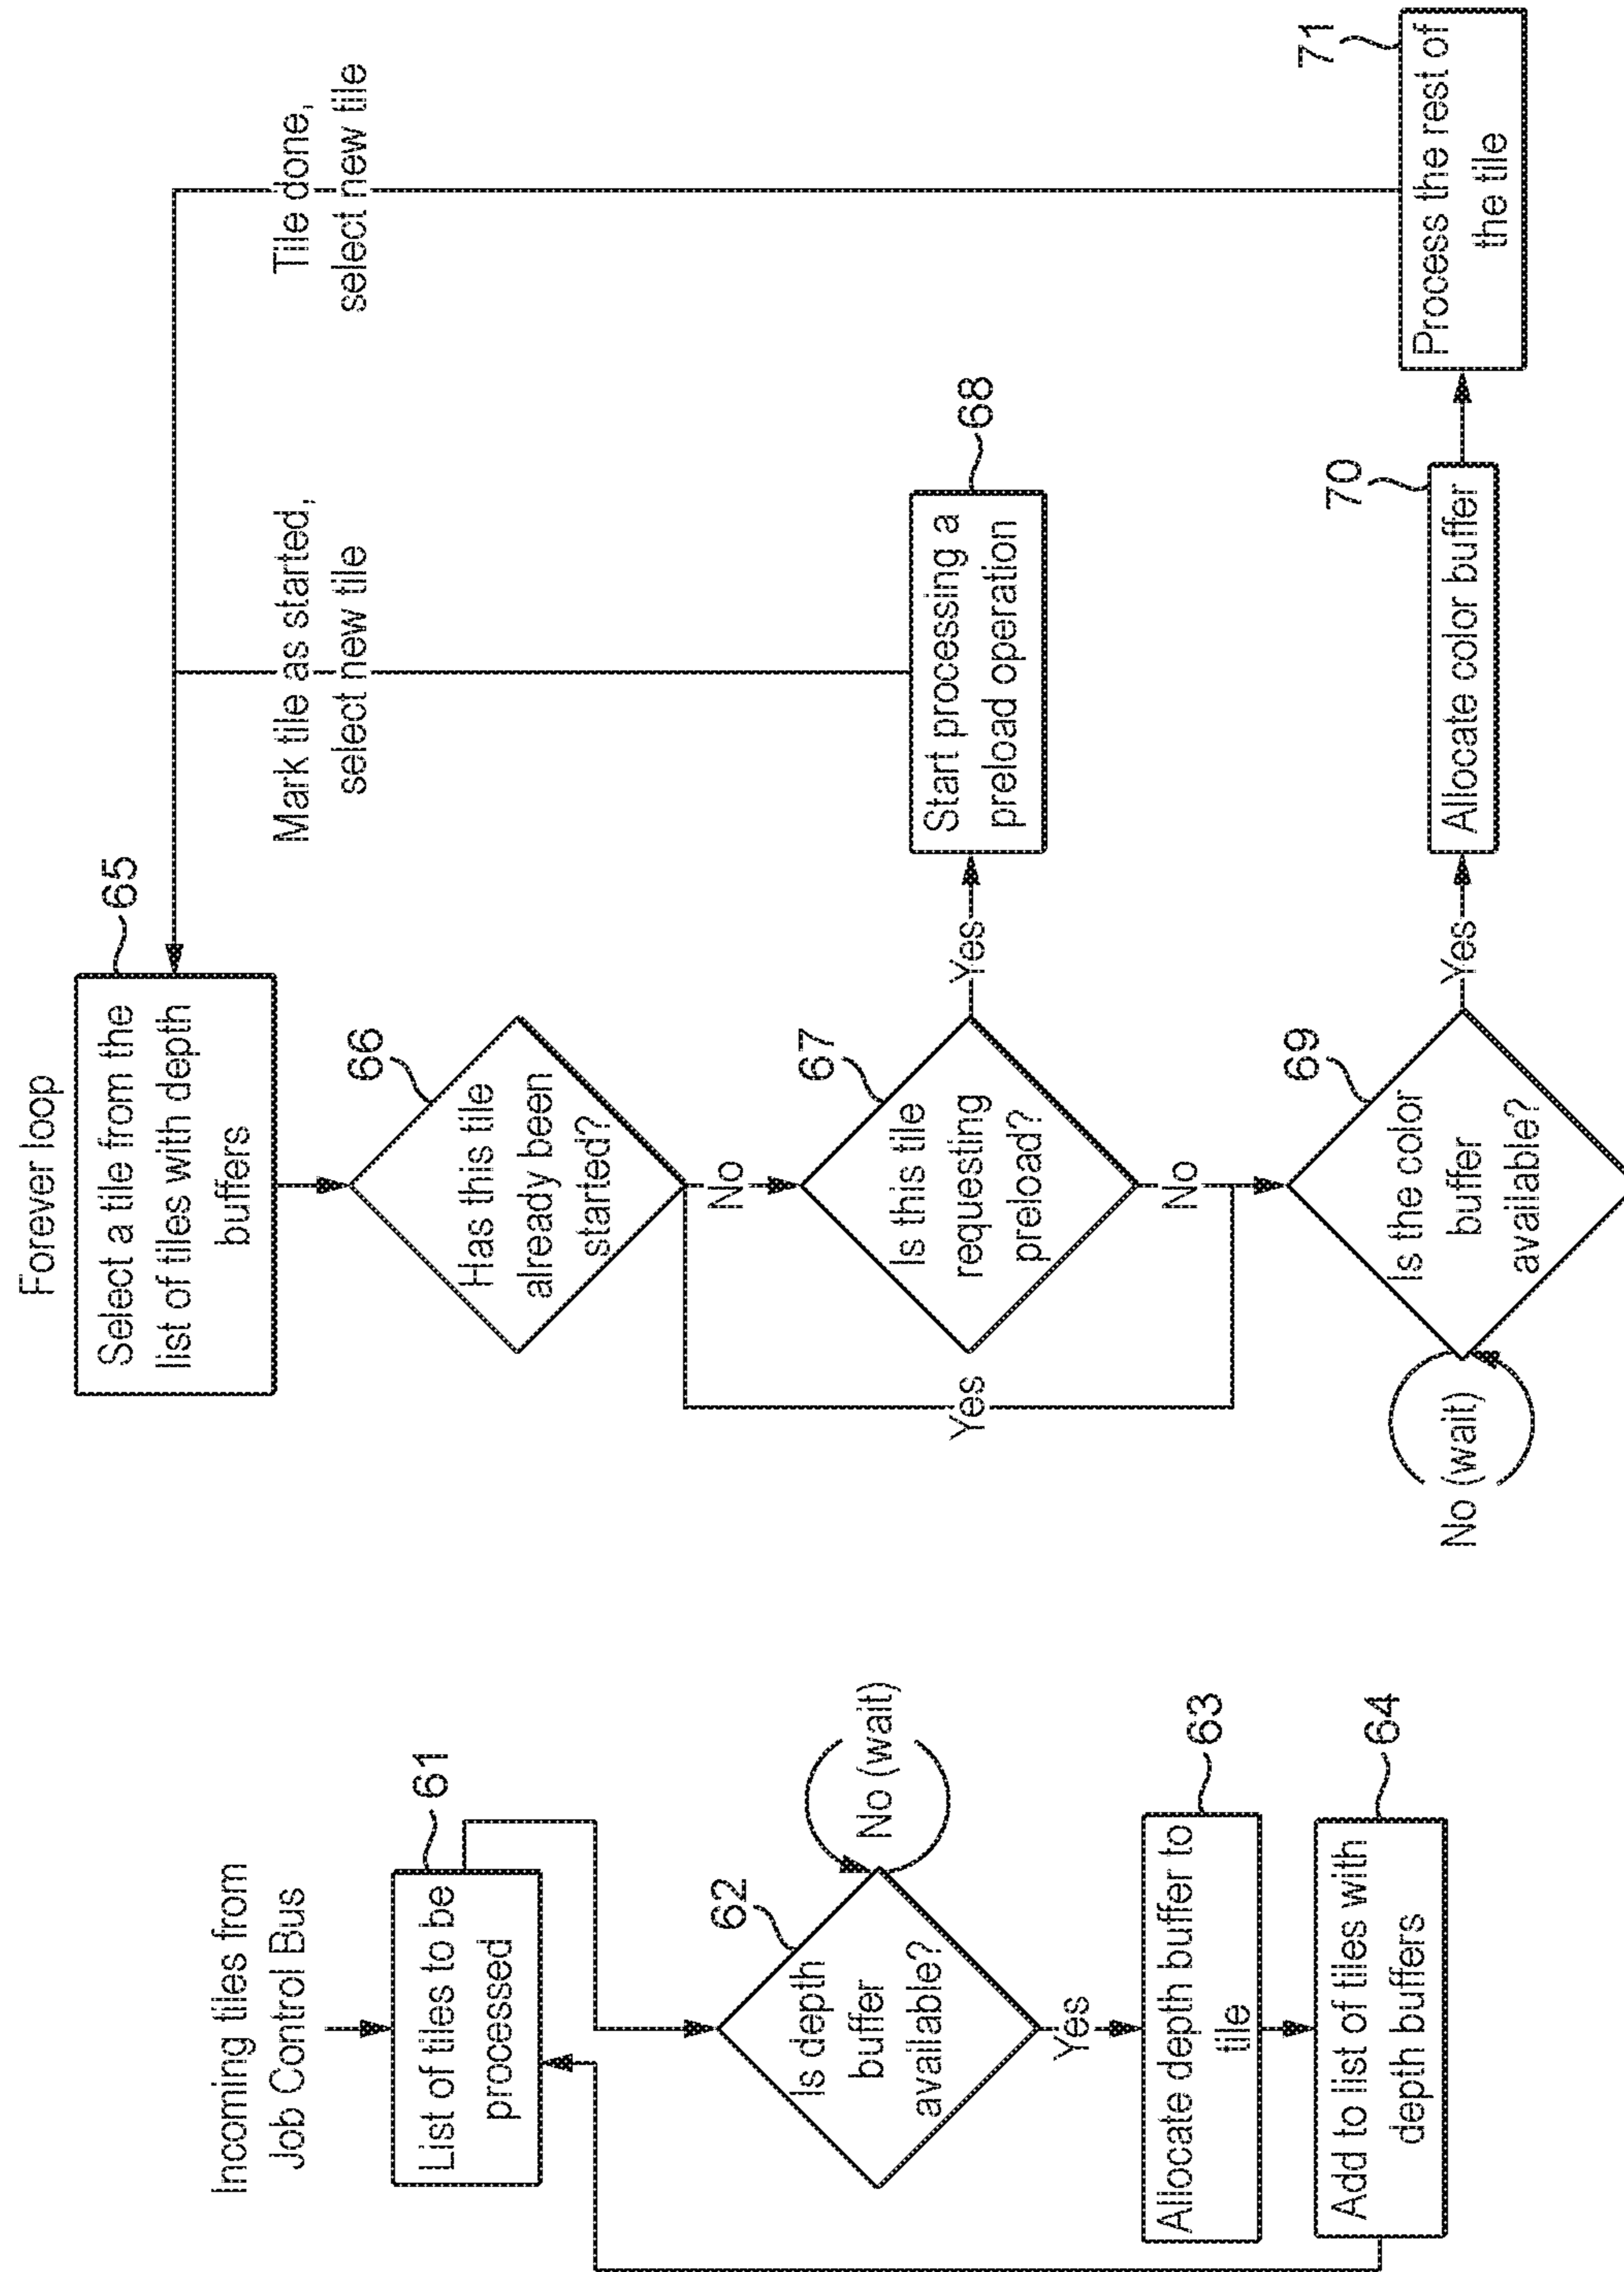 Incoming tiles from
Job Control Bus
61
List of tiles to be
processed
62
Is depth
buffer
available?
No (wait)
Yes
63
Allocate depth buffer to
tile
64
Add to list of tiles with
depth buffers
Forever loop
65
Select a tile from the
list of tiles with depth
buffers
66
Has this tile
already been
started?
No
Yes
67
Is this tile
requesting
preload?
Yes
No
68
Start processing a
preload operation
Mark tile as started,
select new tile
69
Is the color
buffer
available?
No (wait)
Yes
70
Allocate color buffer
71
Process the rest of
the tile
Tile done,
select new tile